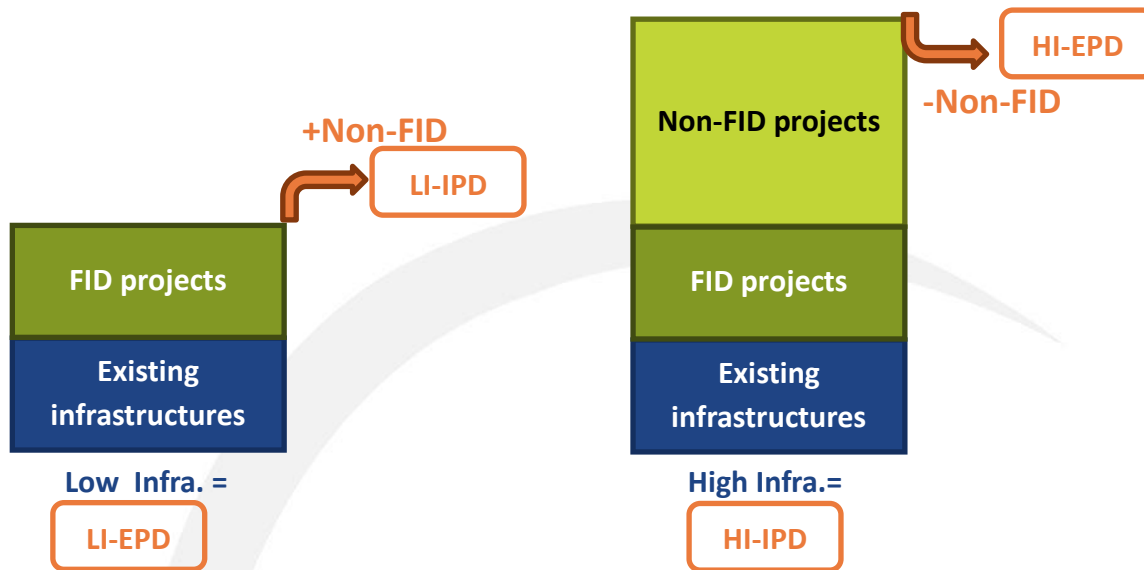 +Non-FID
LI-IPD
FID projects
Existing
infrastructures
Low Infra. =
LI-EPD
HI-EPD
-Non-FID
Non-FID projects
FID projects
Existing
infrastructures
High Infra.=
HI-IPD